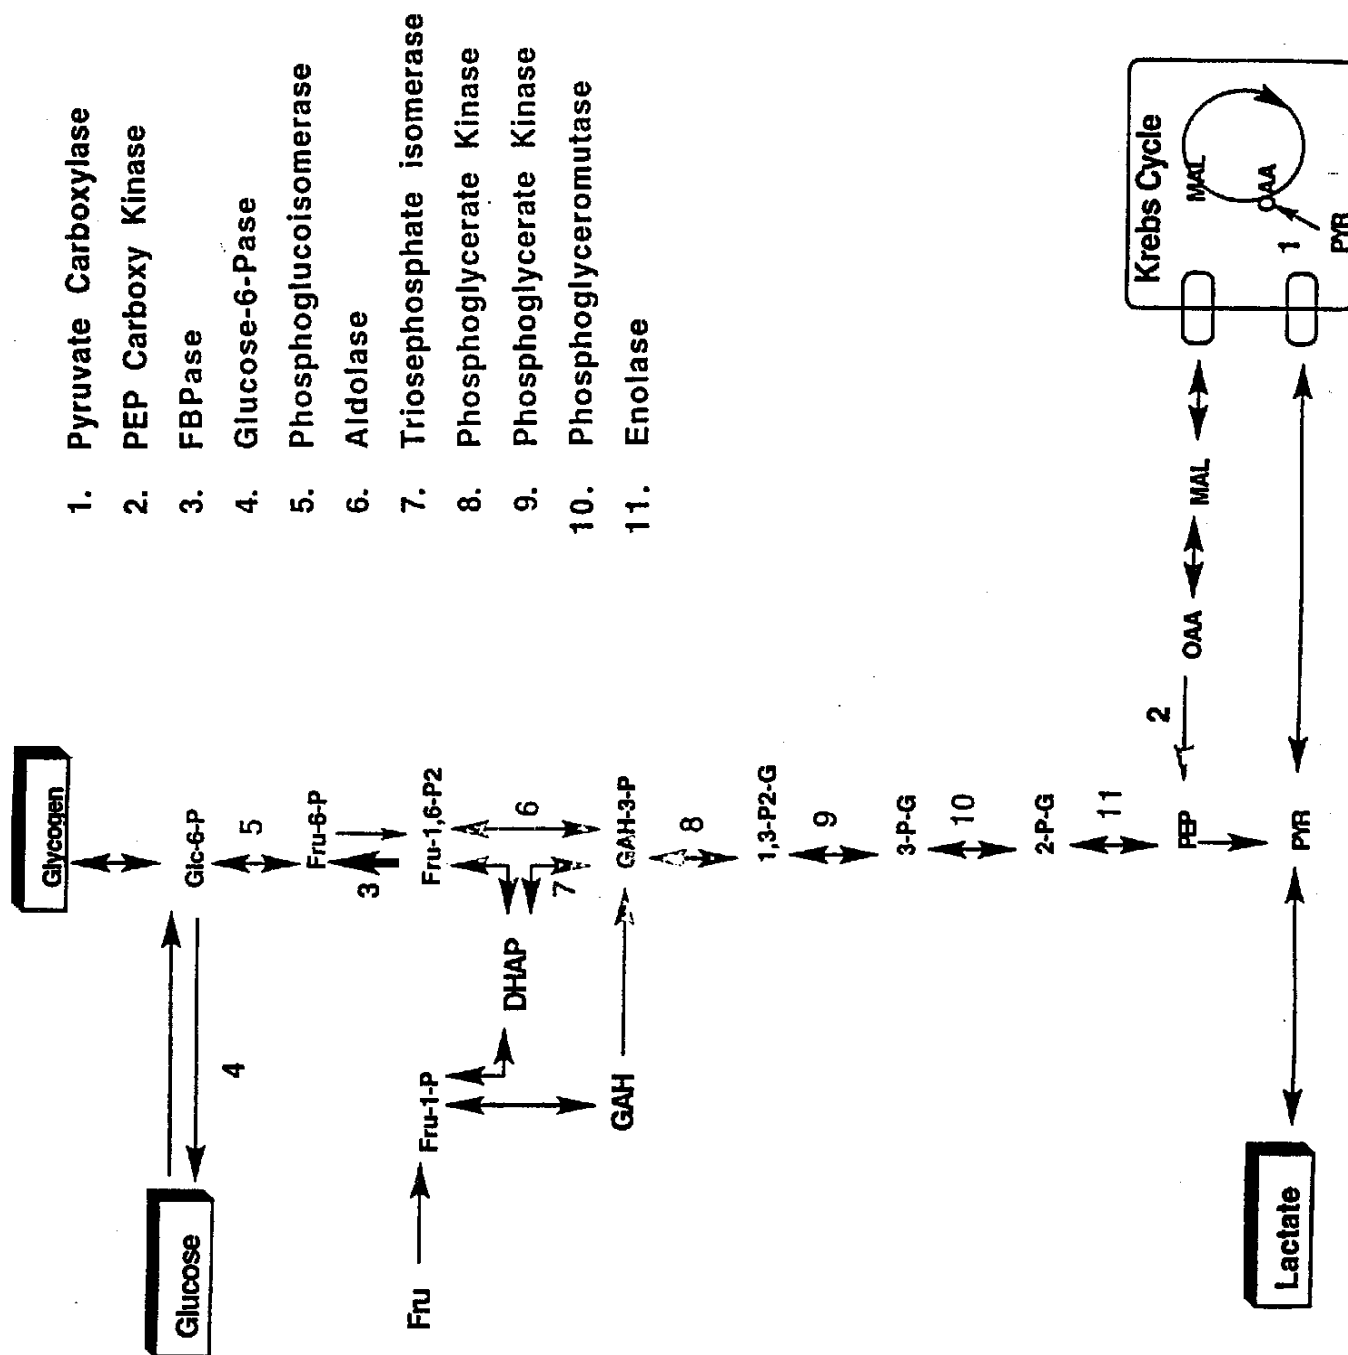 1. Pyruvate Carboxylase
2. PEP Carboxy Kinase
3. FBPase
4. Glucose-6-Pase
5. Phosphoglucoisomerase
6. Aldolase
7. Triosephosphate isomerase
8. Phosphoglycerate Kinase
9. Phosphoglycerate Kinase
10. Phosphoglyceromutase
11. Enolase
Glycogen
Glc-6-P
Glucose
4
5
Fru-6-P
3
Fru-1,6-P2
Fru
Fru-1-P
DHAP
6
7
GAH
GAH-3-P
8
1,3-P2-G
9
3-P-G
10
2-P-G
11
PEP
2
OAA
MAL
Lactate
PYR
Krebs Cycle
MAL
OAA
1
PYR